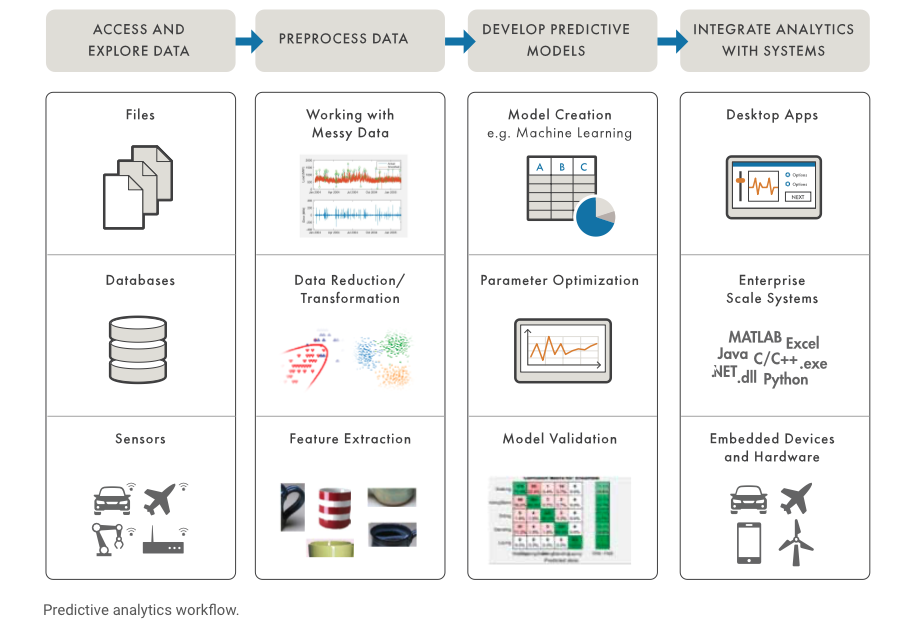 ACCESS AND
EXPLORE DATA
PREPROCESS DATA
DEVELOP PREDICTIVE
MODELS
INTEGRATE ANALYTICS
WITH SYSTEMS
Files
Databases
Sensors
Working with
Messy Data
Data Reduction/
Transformation
Feature Extraction
Model Creation
e.g. Machine Learning
A B C
Parameter Optimization
Model Validation
Desktop Apps
Options
Options
NEXT
Enterprise
Scale Systems
MATLAB Excel
Java C/C++ .exe
.NET .dll Python
Embedded Devices
and Hardware
Predictive analytics workflow.